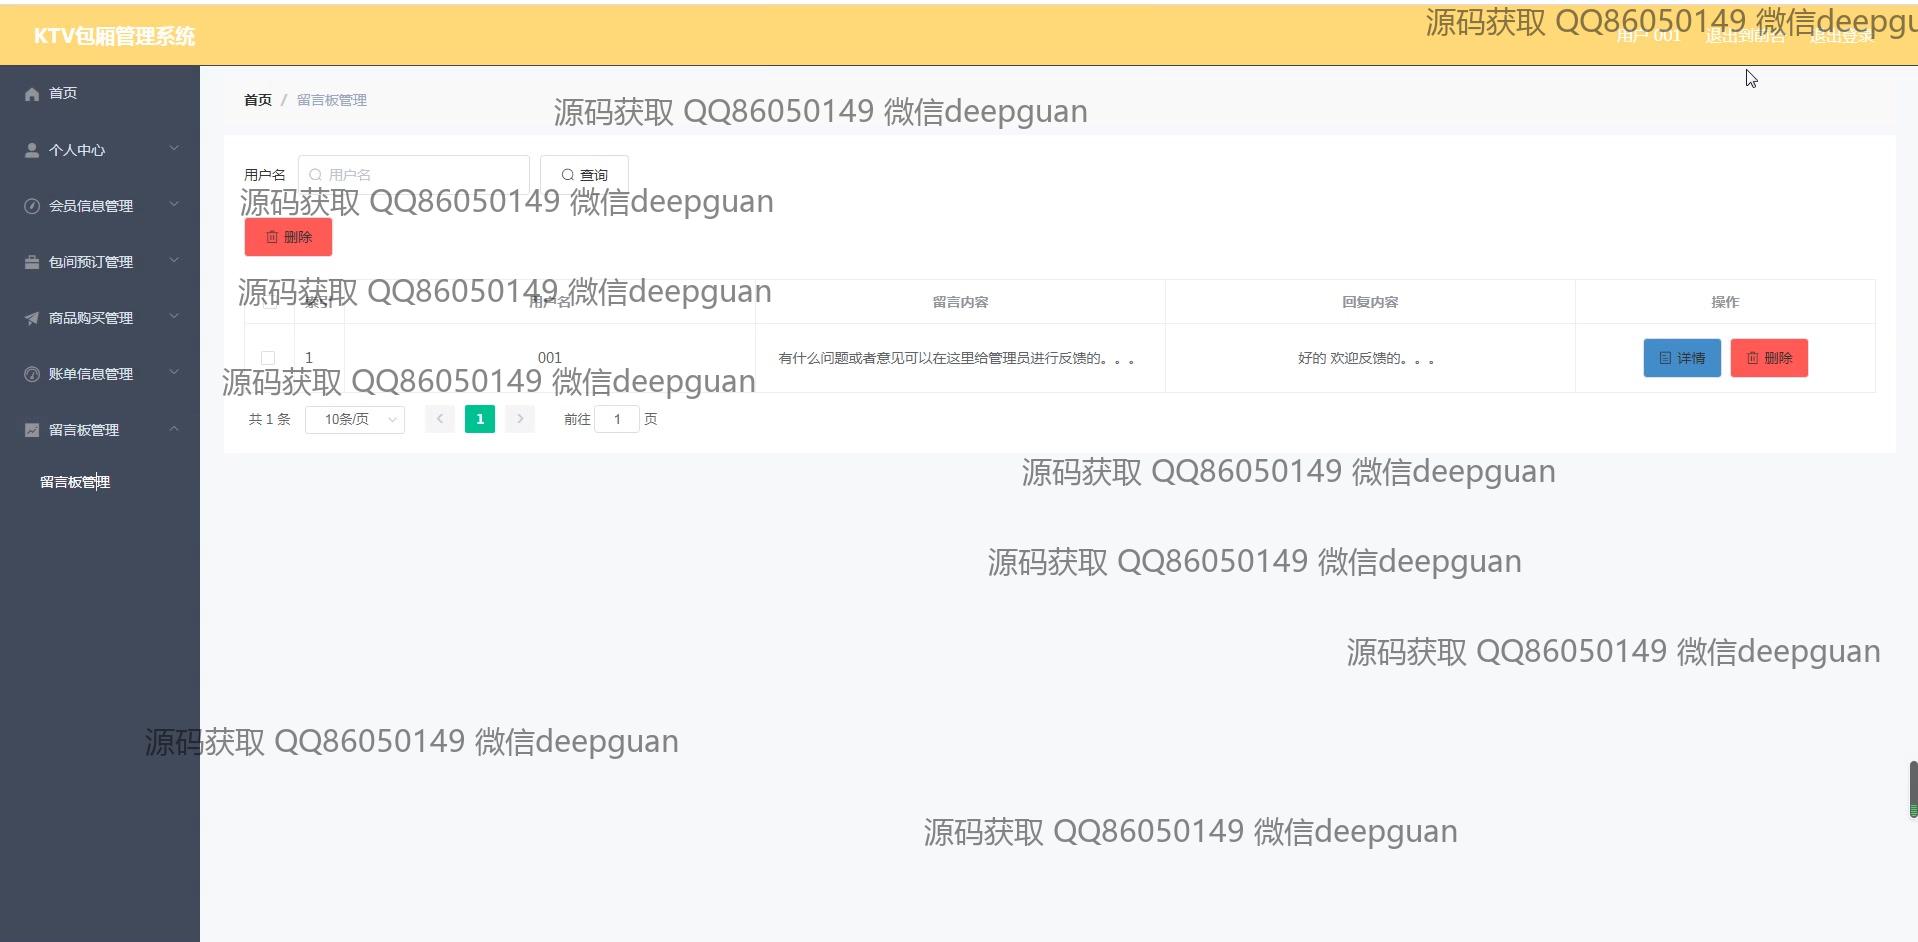 KTV包厢管理系统
源码获取 QQ86050149 微信deepgu
用户 001 退出到前台 退出登录
首页
个人中心
会员信息管理
包间预订管理
商品购买管理
账单信息管理
留言板管理
留言板管理
首页 / 留言板管理
源码获取 QQ86050149 微信deepguan
用户名 用户名 查询
源码获取 QQ86050149 微信deepguan
删除
源码获取 QQ86050149 微信deepguan
索引 用户名 留言内容 回复内容 操作
1 001 有什么问题或者意见可以在这里给管理员进行反馈的。。。 好的 欢迎反馈的。。。 详情 删除
源码获取 QQ86050149 微信deepguan
共 1 条 10条/页 1 前往 1 页
源码获取 QQ86050149 微信deepguan
源码获取 QQ86050149 微信deepguan
源码获取 QQ86050149 微信deepguan
源码获取 QQ86050149 微信deepguan
源码获取 QQ86050149 微信deepguan